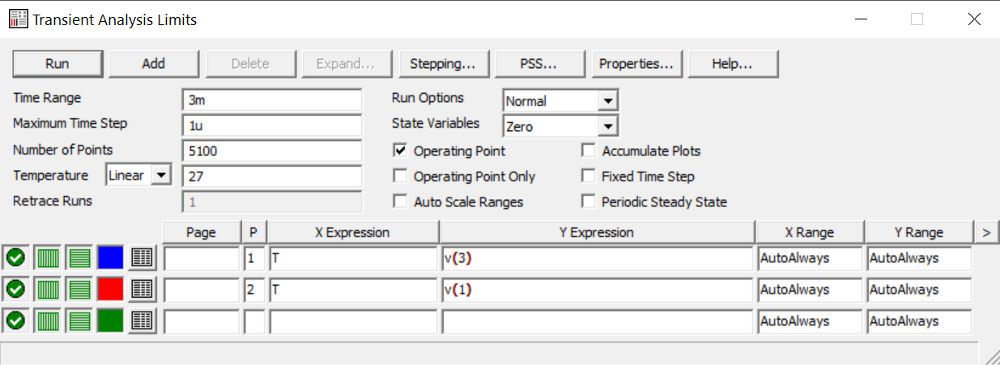 Transient Analysis Limits
Run Add Delete Expand... Stepping... PSS... Properties... Help...
Time Range 3m Run Options Normal
Maximum Time Step 1u State Variables Zero
Number of Points 5100 Operating Point Accumulate Plots
Temperature Linear 27 Operating Point Only Fixed Time Step
Retrace Runs 1 Auto Scale Ranges Periodic Steady State
Page P X Expression Y Expression X Range Y Range >
1 T v(3) AutoAlways AutoAlways
2 T v(1) AutoAlways AutoAlways
AutoAlways AutoAlways